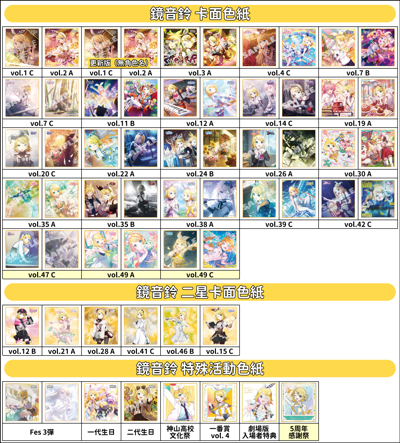 鏡音鈴 卡面色紙
更新版（無角色名）
vol.1 C vol.2 A vol.1 C vol.2 A vol.3 A vol.4 C vol.7 B
vol.7 C vol.11 B vol.12 A vol.14 C vol.19 A
vol.20 C vol.22 A vol.24 B vol.26 A vol.30 A
vol.35 A vol.35 B vol.38 A vol.39 C vol.42 C
vol.47 C vol.49 A vol.49 C
鏡音鈴 二星卡面色紙
vol.12 B vol.21 A vol.28 A vol.41 C vol.46 B vol.15 C
鏡音鈴 特殊活動色紙
Fes 3彈 一代生日 二代生日 神山高校 一番賞 劇場版 5周年
文化祭 vol. 4 入場者特典 感謝祭